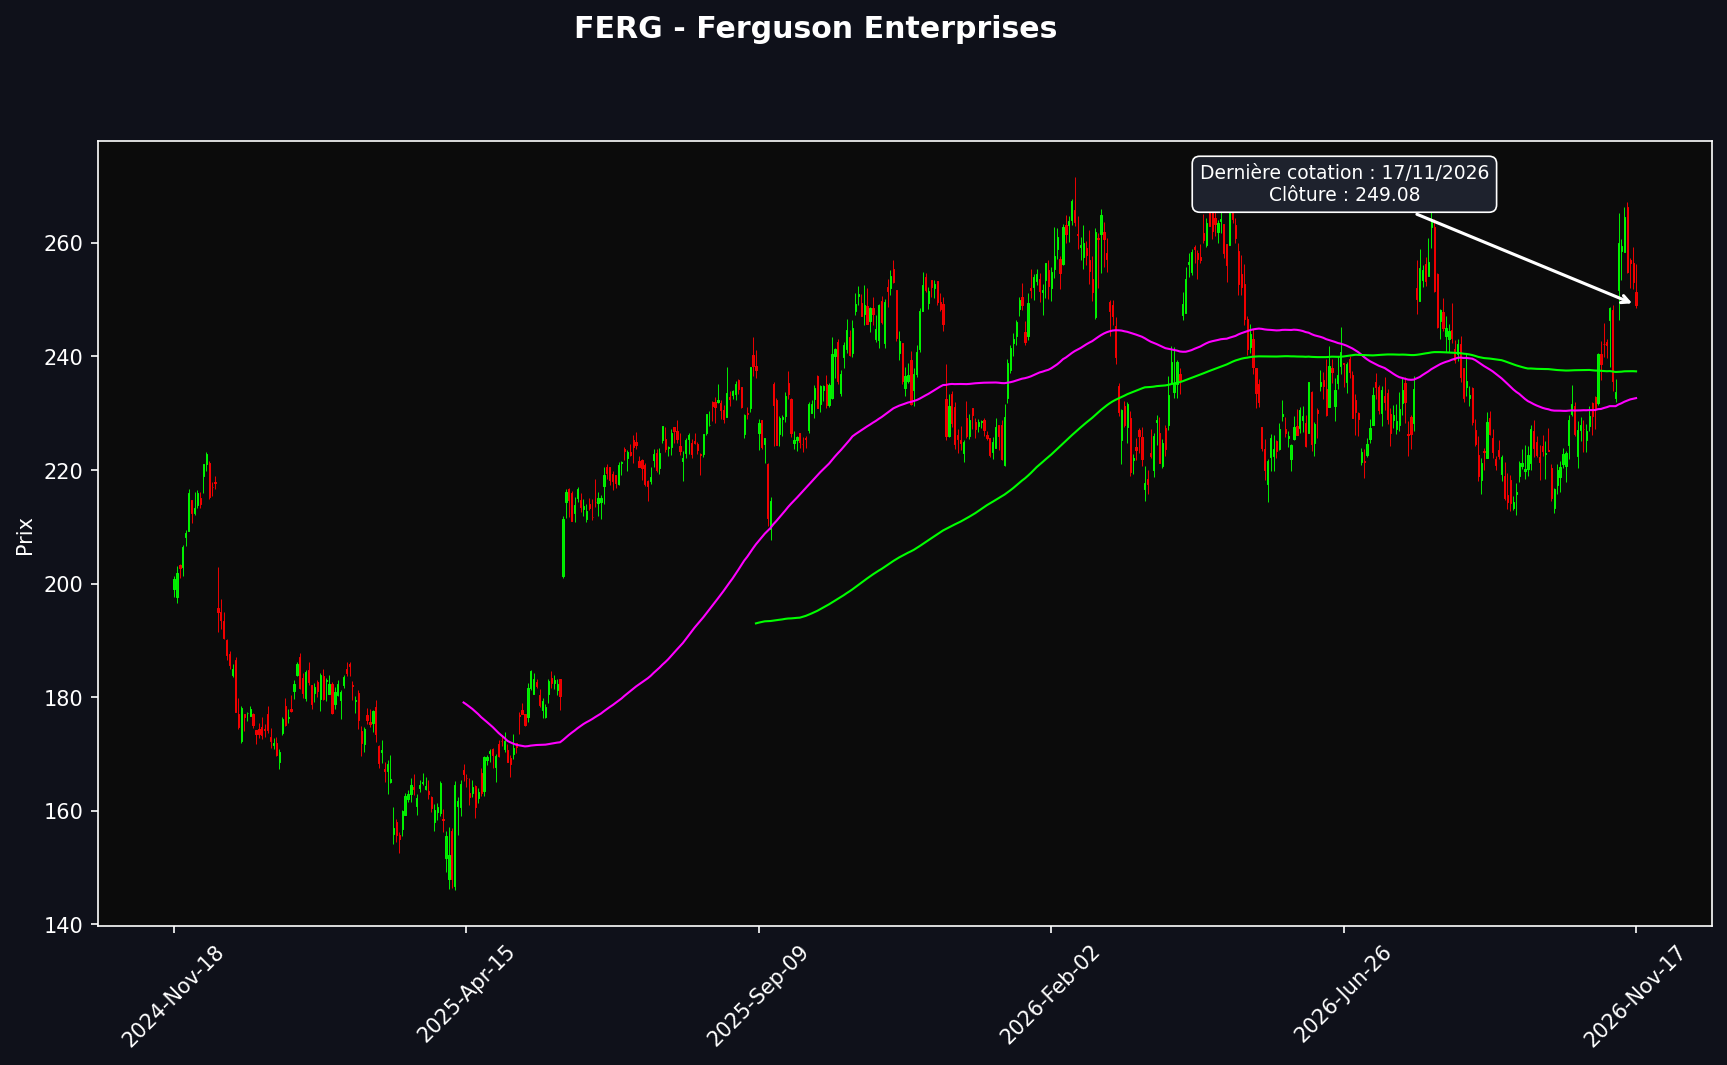 FERG - Ferguson Enterprises
Dernière cotation : 17/11/2026
Clôture : 249.08
Prix
260
240
220
200
180
160
140
2024-Nov-18
2025-Apr-15
2025-Sep-09
2026-Feb-02
2026-Jun-26
2026-Nov-17